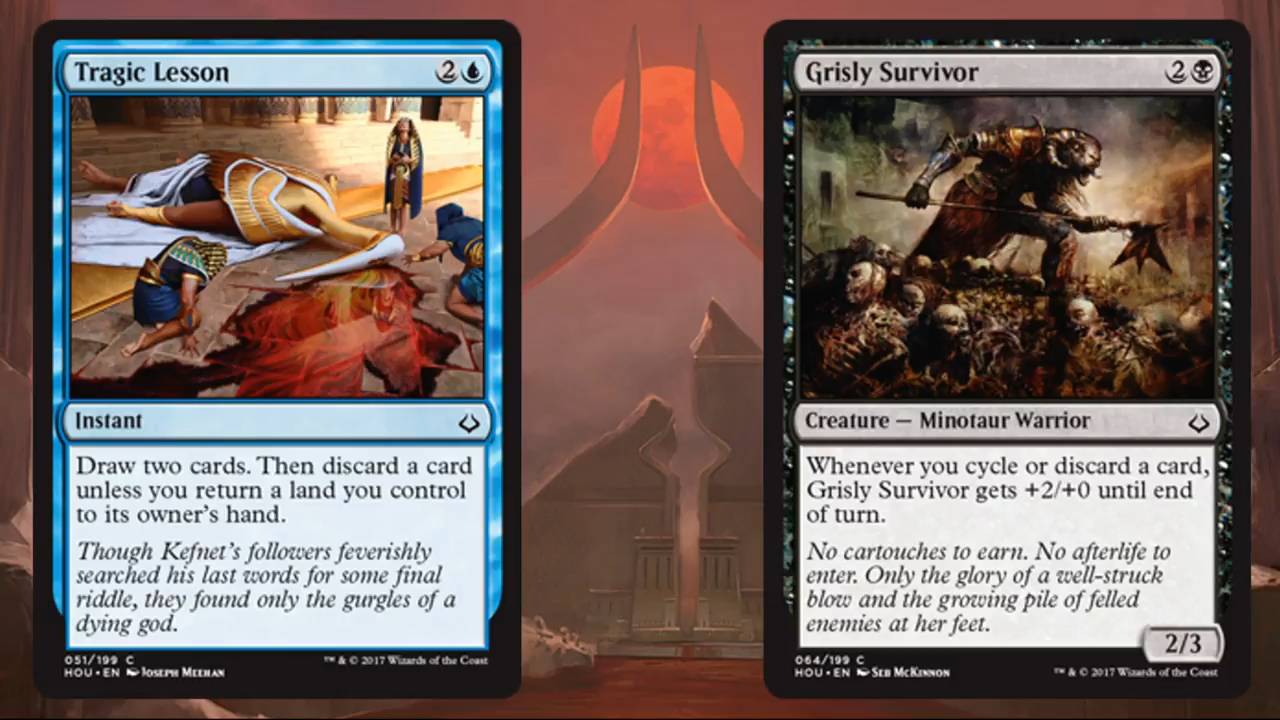 Tragic Lesson 2
Instant
Draw two cards. Then discard a card
unless you return a land you control
to its owner's hand.
Though Kefnet's followers feverishly
searched his last words for some final
riddle, they found only the gurgles of a
dying god.
051/199 C
HOU • EN Joseph Meehan
™ & © 2017 Wizards of the Coast
Grisly Survivor 2
Creature — Minotaur Warrior
Whenever you cycle or discard a card,
Grisly Survivor gets +2/+0 until end
of turn.
No cartouches to earn. No afterlife to
enter. Only the glory of a well-struck
blow and the growing pile of felled
enemies at her feet.
2/3
064/199 C
HOU • EN Seb McKinnon
™ & © 2017 Wizards of the Coast